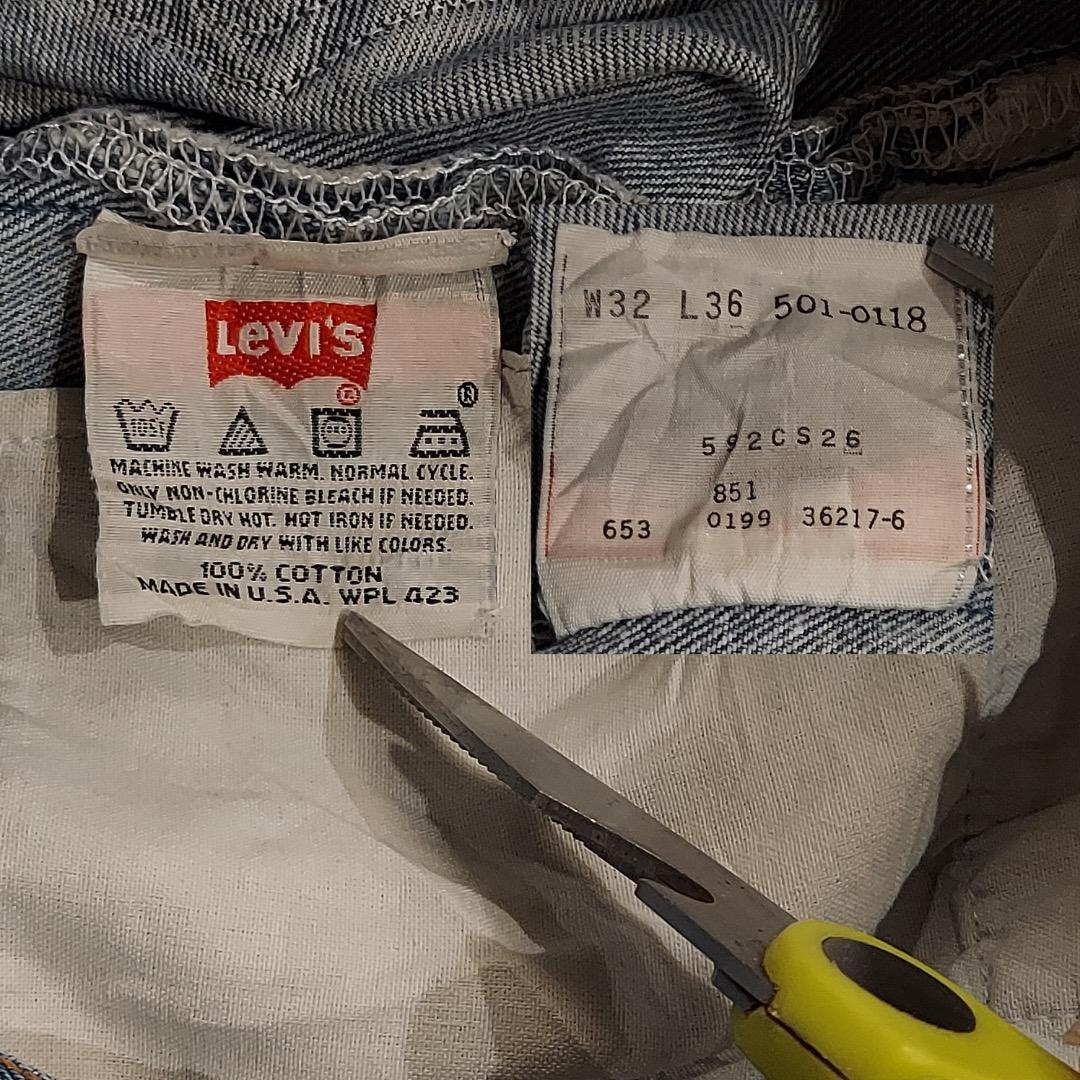 Levi's
®
®
MACHINE WASH WARM. NORMAL CYCLE.
ONLY NON-CHLORINE BLEACH IF NEEDED.
TUMBLE DRY HOT. HOT IRON IF NEEDED.
WASH AND DRY WITH LIKE COLORS.
100% COTTON
MADE IN U.S.A. WPL 423
W32 L36 501-0118
592CS26
851
653 0199 36217-6